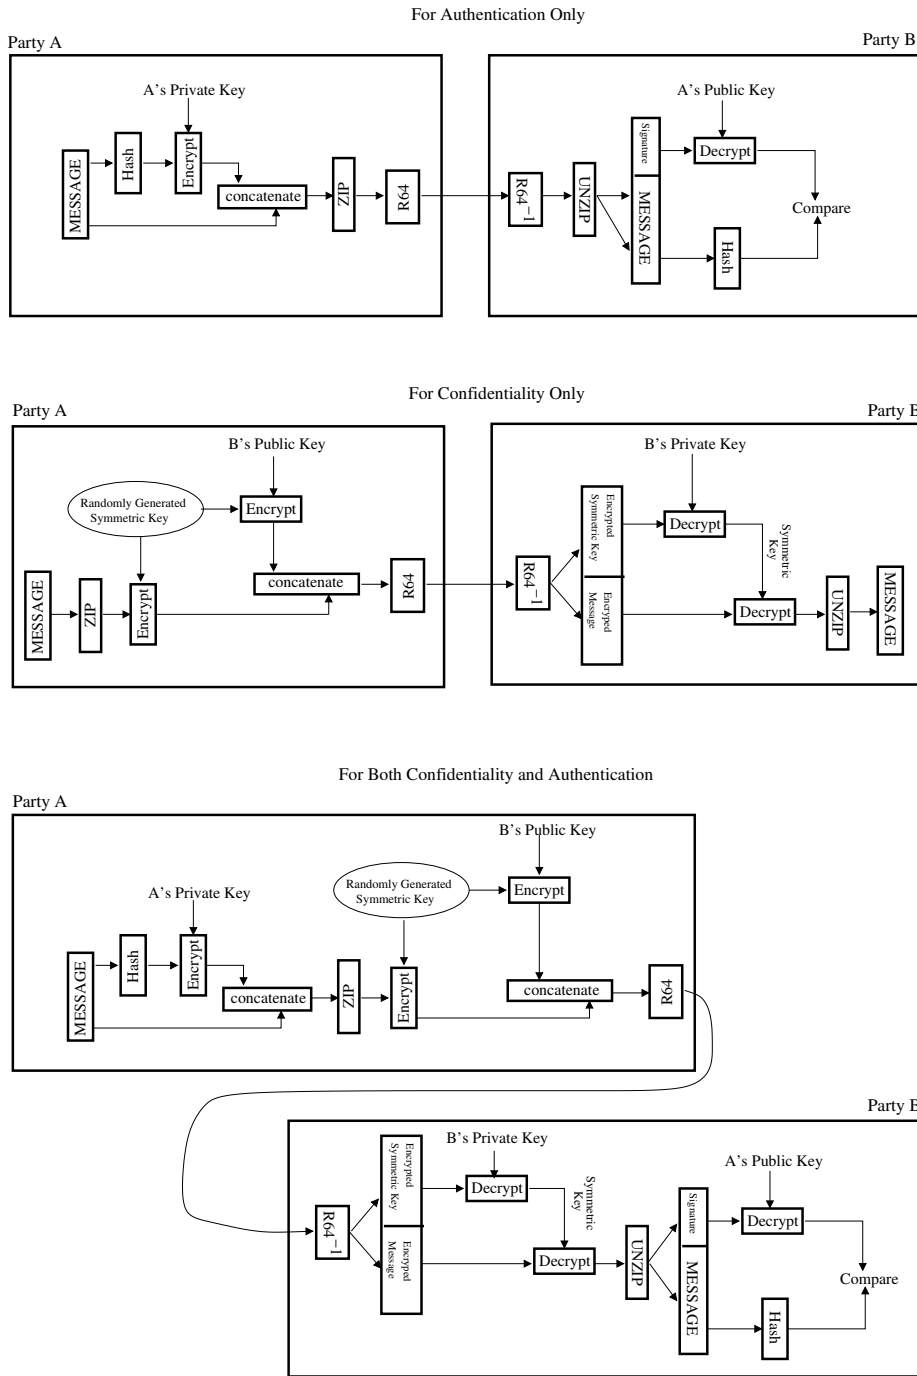 For Authentication Only
Party A
Party B
A's Private Key
MESSAGE
Hash
Encrypt
concatenate
ZIP
R64
A's Public Key
R64−1
UNZIP
Signature
MESSAGE
Decrypt
Hash
Compare
For Confidentiality Only
Party A
Party B
B's Public Key
Randomly Generated
Symmetric Key
Encrypt
MESSAGE
ZIP
Encrypt
concatenate
R64
B's Private Key
R64−1
Encrypted
Symmetric Key
Encryped
Message
Decrypt
Symmetric
Key
Decrypt
UNZIP
MESSAGE
For Both Confidentiality and Authentication
Party A
B's Public Key
Randomly Generated
Symmetric Key
Encrypt
A's Private Key
MESSAGE
Hash
Encrypt
concatenate
ZIP
Encrypt
concatenate
R64
Party B
B's Private Key
R64−1
Encrypted
Symmetric Key
Encryped
Message
Decrypt
Symmetric
Key
Decrypt
UNZIP
A's Public Key
Signature
MESSAGE
Decrypt
Hash
Compare